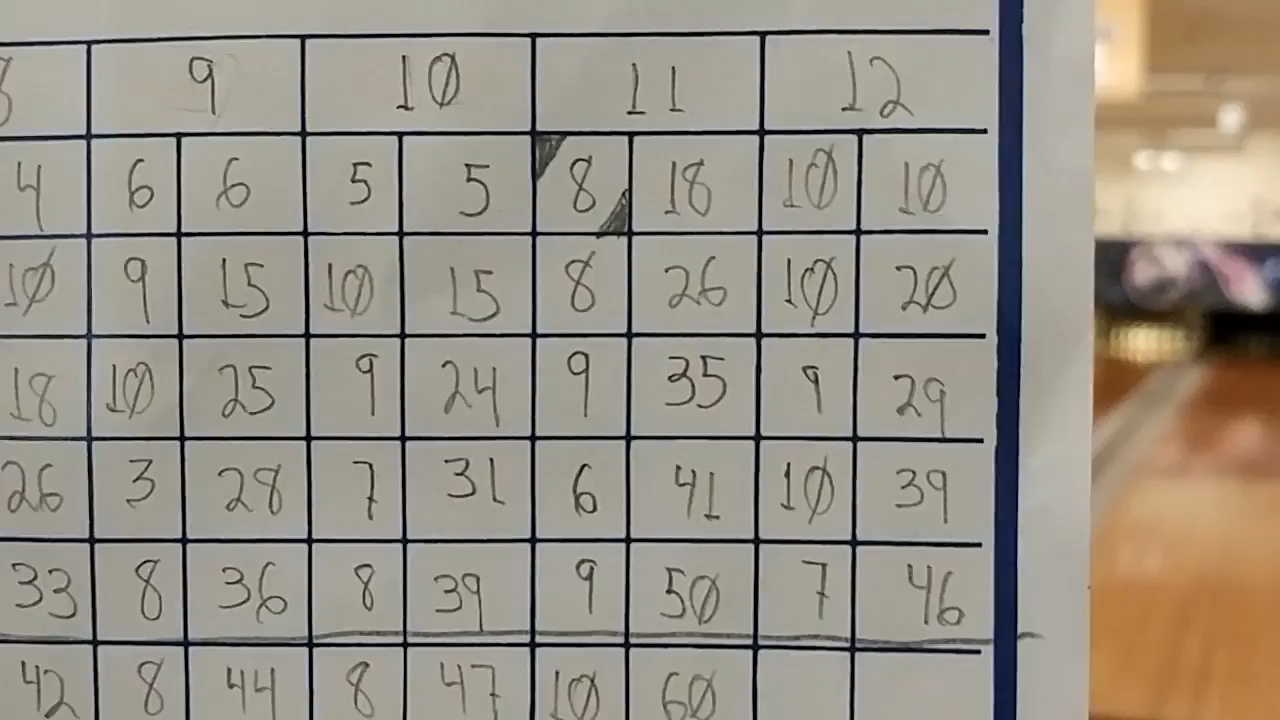 9 10 11 12
4 6 6 5 5 8 18 10 10
10 9 15 10 15 8 26 10 20
18 10 25 9 24 9 35 9 29
26 3 28 7 31 6 41 10 39
33 8 36 8 39 9 50 7 46
42 8 44 8 47 10 60